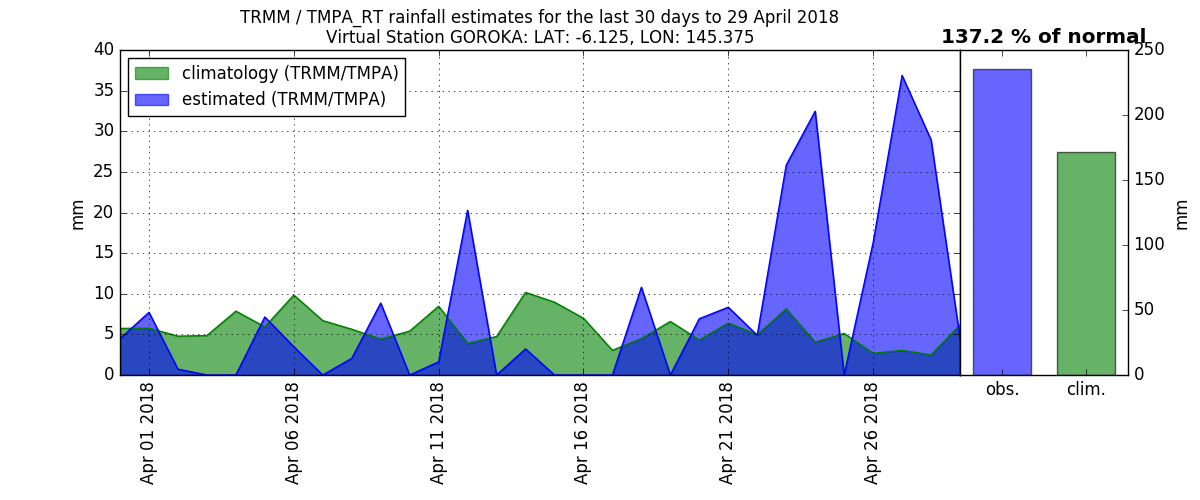 TRMM / TMPA_RT rainfall estimates for the last 30 days to 29 April 2018
Virtual Station GOROKA: LAT: -6.125, LON: 145.375
137.2 % of normal
climatology (TRMM/TMPA)
estimated (TRMM/TMPA)
40
35
30
25
20
15
10
5
0
mm
Apr 01 2018
Apr 06 2018
Apr 11 2018
Apr 16 2018
Apr 21 2018
Apr 26 2018
obs.
clim.
250
200
150
100
50
0
mm